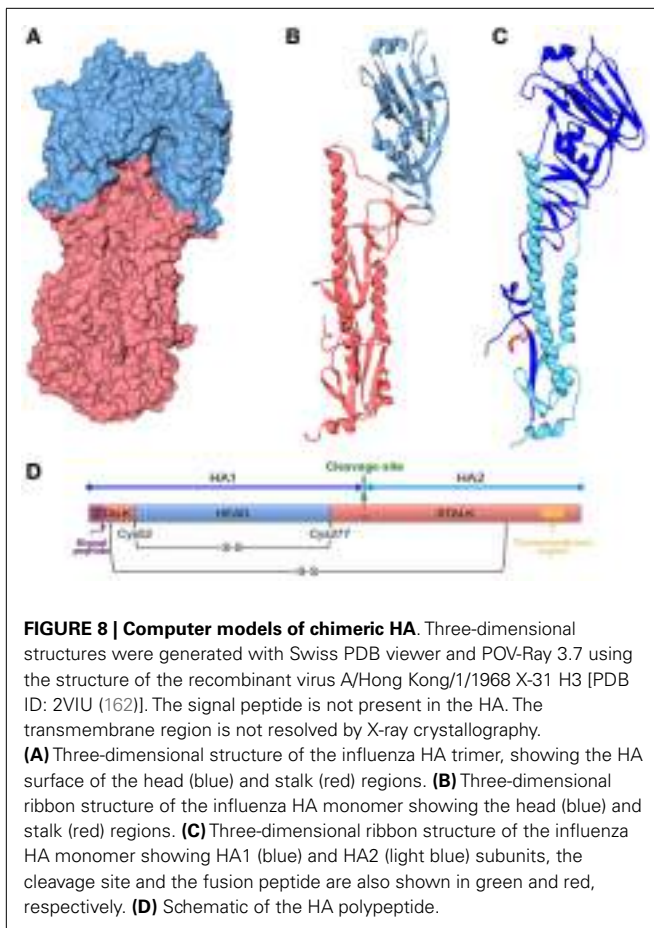 A
B
C
D
HA1
Cleavage site
HA2
STALK
HEAD
STALK
Cys52
Cys277
S-S
S-S
Signal
peptide
FIGURE 8 | Computer models of chimeric HA. Three-dimensional
structures were generated with Swiss PDB viewer and POV-Ray 3.7 using
the structure of the recombinant virus A/Hong Kong/1/1968 X-31 H3 [PDB
ID: 2VIU (162)]. The signal peptide is not present in the HA. The
transmembrane region is not resolved by X-ray crystallography.
(A) Three-dimensional structure of the influenza HA trimer, showing the HA
surface of the head (blue) and stalk (red) regions. (B) Three-dimensional
ribbon structure of the influenza HA monomer showing the head (blue) and
stalk (red) regions. (C) Three-dimensional ribbon structure of the influenza
HA monomer showing HA1 (blue) and HA2 (light blue) subunits, the
cleavage site and the fusion peptide are also shown in green and red,
respectively. (D) Schematic of the HA polypeptide.